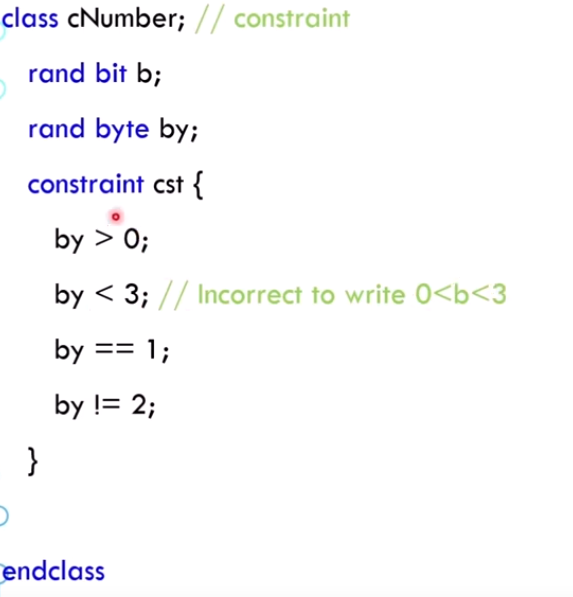 class cNumber; // constraint
rand bit b;
rand byte by;
constraint cst {
by > 0;
by < 3; // Incorrect to write 0<b<3
by == 1;
by != 2;
}
endclass